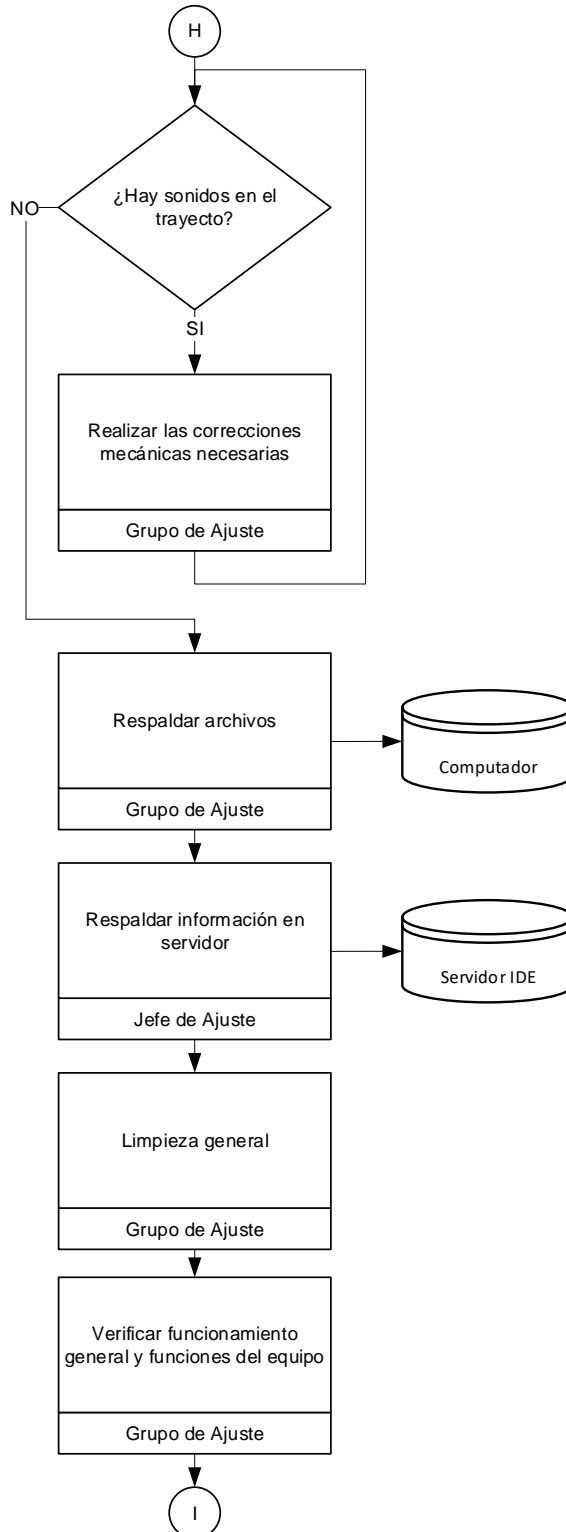 H
¿Hay sonidos en el
trayecto?
NO
SI
Realizar las correcciones
mecánicas necesarias
Grupo de Ajuste
Respaldar archivos
Computador
Grupo de Ajuste
Respaldar información en
servidor
Servidor IDE
Jefe de Ajuste
Limpieza general
Grupo de Ajuste
Verificar funcionamiento
general y funciones del equipo
Grupo de Ajuste
I